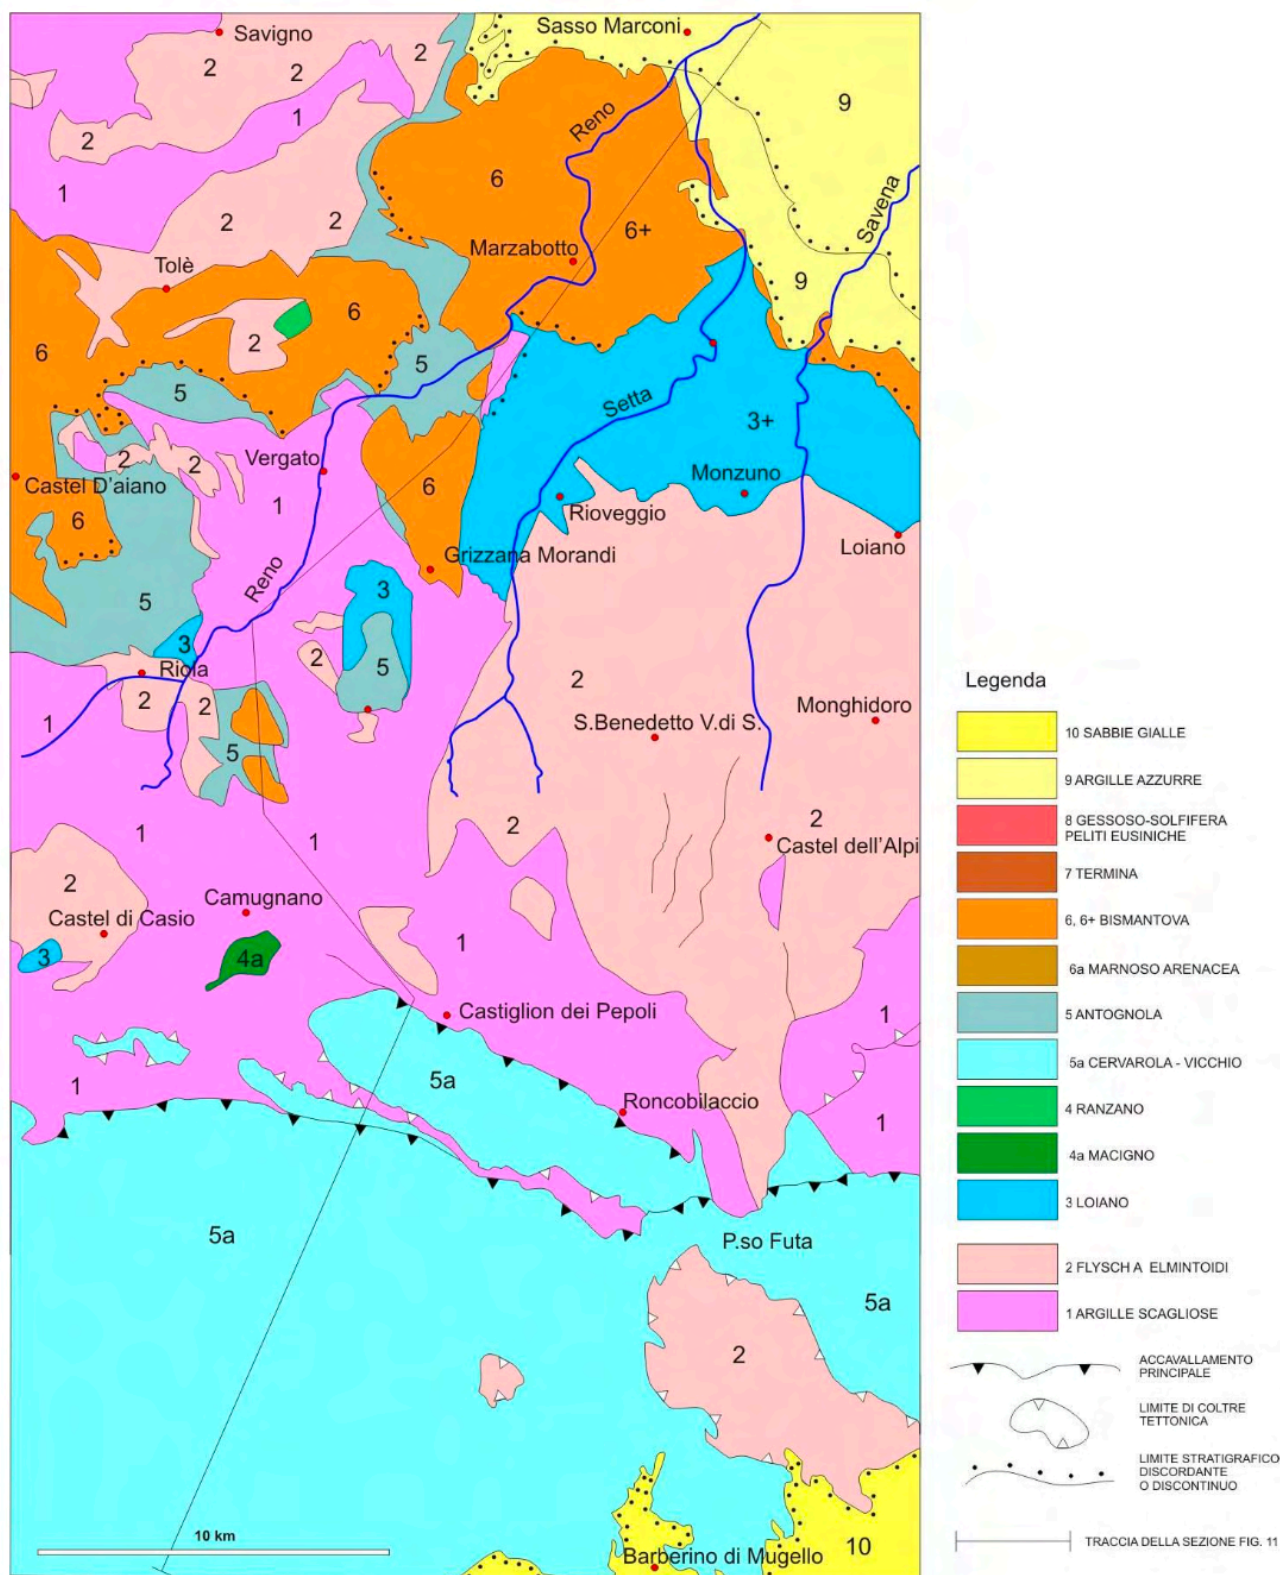 Sasso Marconi
Savigno
2
2
2
9
Reno
1
2
6
Savena
1
2
2
6+
Marzabotto
Tolè
9
6
2
6
5
5
Setta
3+
2
2
Vergato
Monzuno
Castel D'aiano
6
1
6
Rioveggio
Loiano
Grizzana Morandi
Reno
3
5
3
2
5
Riola
2
2
2
1
Monghidoro
S.Benedetto V.di S.
5
2
2
1
1
Castel dell'Alpi
2
Camugnano
Castel di Casio
1
3
4a
Castiglion dei Pepoli
1
5a
1
Roncobilaccio
1
5a
P.so Futa
5a
2
10 km
Barberino di Mugello
10
Legenda
10 SABBIE GIALLE
9 ARGILLE AZZURRE
8 GESSOSO-SOLFIFERA
PELITI EUSINICHE
7 TERMINA
6, 6+ BISMANTOVA
6a MARNOSO ARENACEA
5 ANTOGNOLA
5a CERVAROLA - VICCHIO
4 RANZANO
4a MACIGNO
3 LOIANO
2 FLYSCH A ELMINTOIDI
1 ARGILLE SCAGLIOSE
ACCAVALLAMENTO
PRINCIPALE
LIMITE DI COLTRE
TETTONICA
LIMITE STRATIGRAFICO
DISCORDANTE
O DISCONTINUO
TRACCIA DELLA SEZIONE FIG. 11